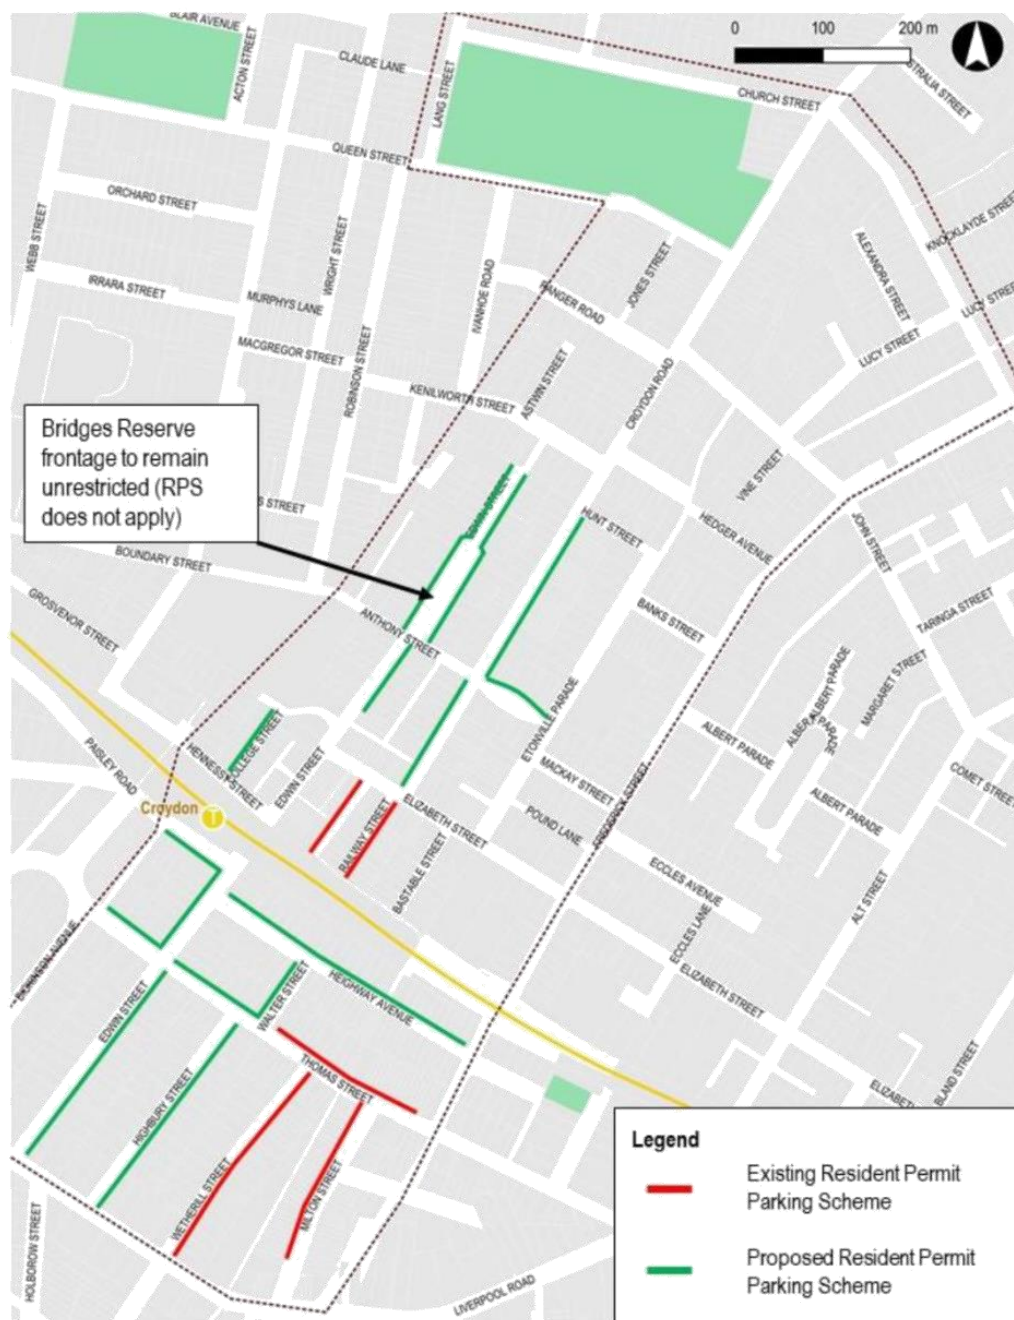 BLAIR AVENUE
0 100 200 m
ACTON STREET
CLAUDE LANE
LANG STREET
CHURCH STREET
QUEEN STREET
ORCHARD STREET
WEBB STREET
WRIGHT STREET
KNOCKLAYDE STREET
ALEXANDRA STREET
JONES STREET
IVANHOE ROAD
IRRARA STREET
MURPHYS LANE
LUCY STREET
LUCY STREE
MACGREGOR STREET
ROBINSON STREET
KENILWORTH STREET
ASTWIN STREET
CROYDON ROAD
Bridges Reserve
frontage to remain
unrestricted (RPS
does not apply)
VINE STREET
S STREET
HUNT STREET
HEDGER AVENUE
JOHN STREET
BOUNDARY STREET
GROSVENOR STREET
ANTHONY STREET
BANKS STREET
TARINGA STREET
MARGARET STREET
ALBERT PARADE
ETONVILLE PARADE
ALBERT PARADE
HENNESSY STREET
COLLEGE STREET
EDWIN STREET
PAISLEY ROAD
Croydon
T
MACKAY STREET
COMET STREET
ALBERT PARADE
POUND LANE
ELIZABETH STREET
RAILWAY STREET
BASTABLE STREET
ECCLES AVENUE
ALT STREET
ECCLES LANE
ELIZABETH STREET
HEIGHWAY AVENUE
WALTER STREET
EDWIN STREET
THOMAS STREET
HIGHBURY STREET
BLAND STREET
ELIZABETH
WETHERILL STREET
MILTON STREET
HOLBOROW STREET
LIVERPOOL ROAD
Legend
Existing Resident Permit
Parking Scheme
Proposed Resident Permit
Parking Scheme